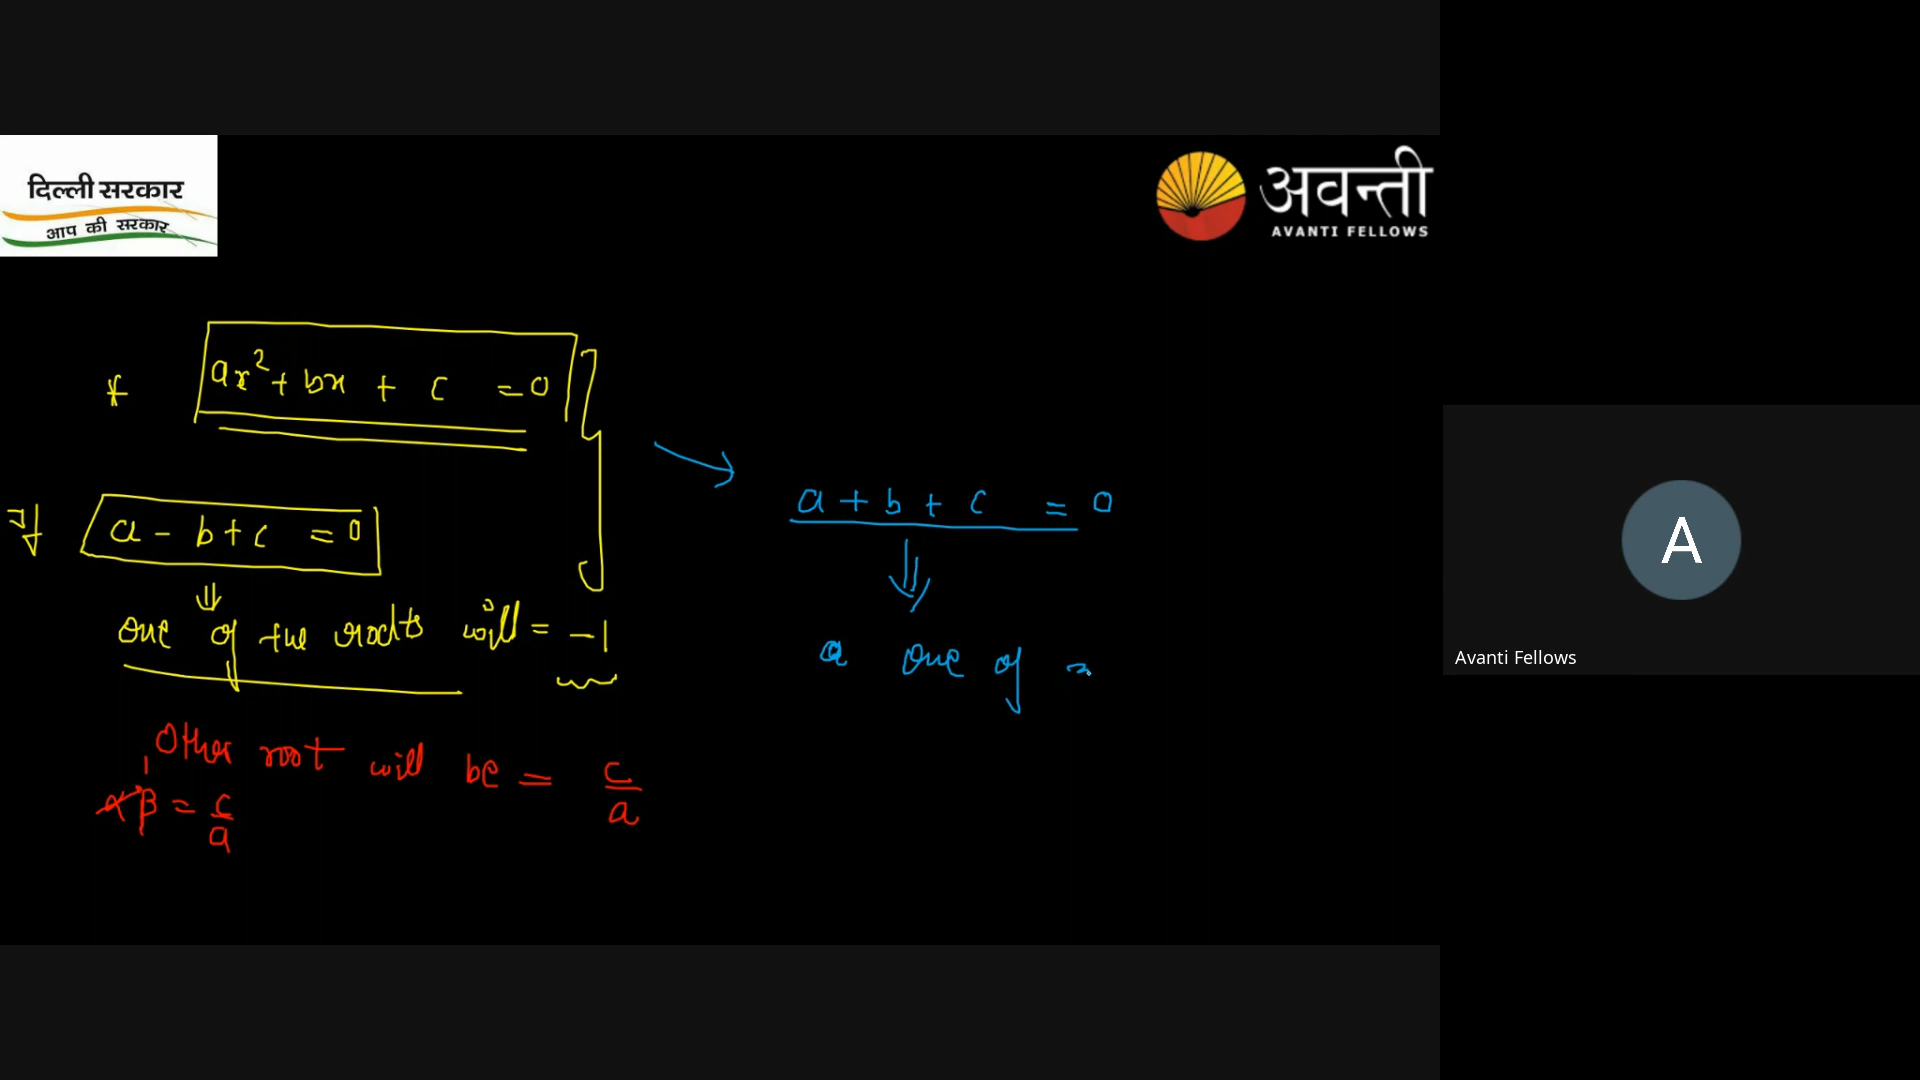 दिल्ली सरकार
आप की सरकार
अवन्ती
AVANTI FELLOWS
* ax² + bx + c = 0
If a - b + c = 0
⇓
one of the roots will = -1
Other root will be = c/a
αβ = c/a
→ a + b + c = 0
⇓
a one of
A
Avanti Fellows